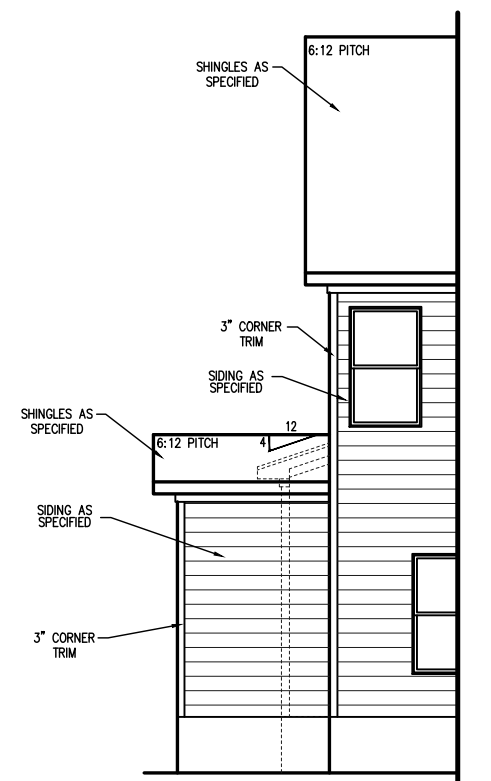 6:12 PITCH
SHINGLES AS
SPECIFIED
3" CORNER
TRIM
SIDING AS
SPECIFIED
SHINGLES AS
SPECIFIED
12
4
6:12 PITCH
SIDING AS
SPECIFIED
3" CORNER
TRIM